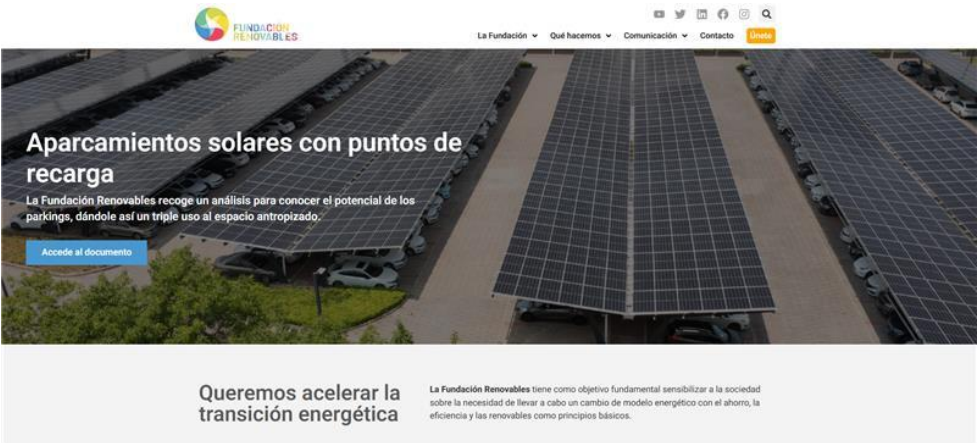 FUNDACIÓN
RENOVABLES
La Fundación
Qué hacemos
Comunicación
Contacto
Únete
Aparcamientos solares con puntos de
recarga
La Fundación Renovables recoge un análisis para conocer el potencial de los
parkings, dándole así un triple uso al espacio antropizado.
Accede al documento
Queremos acelerar la
transición energética
La Fundación Renovables tiene como objetivo fundamental sensibilizar a la sociedad
sobre la necesidad de llevar a cabo un cambio de modelo energético con el ahorro, la
eficiencia y las renovables como principios básicos.